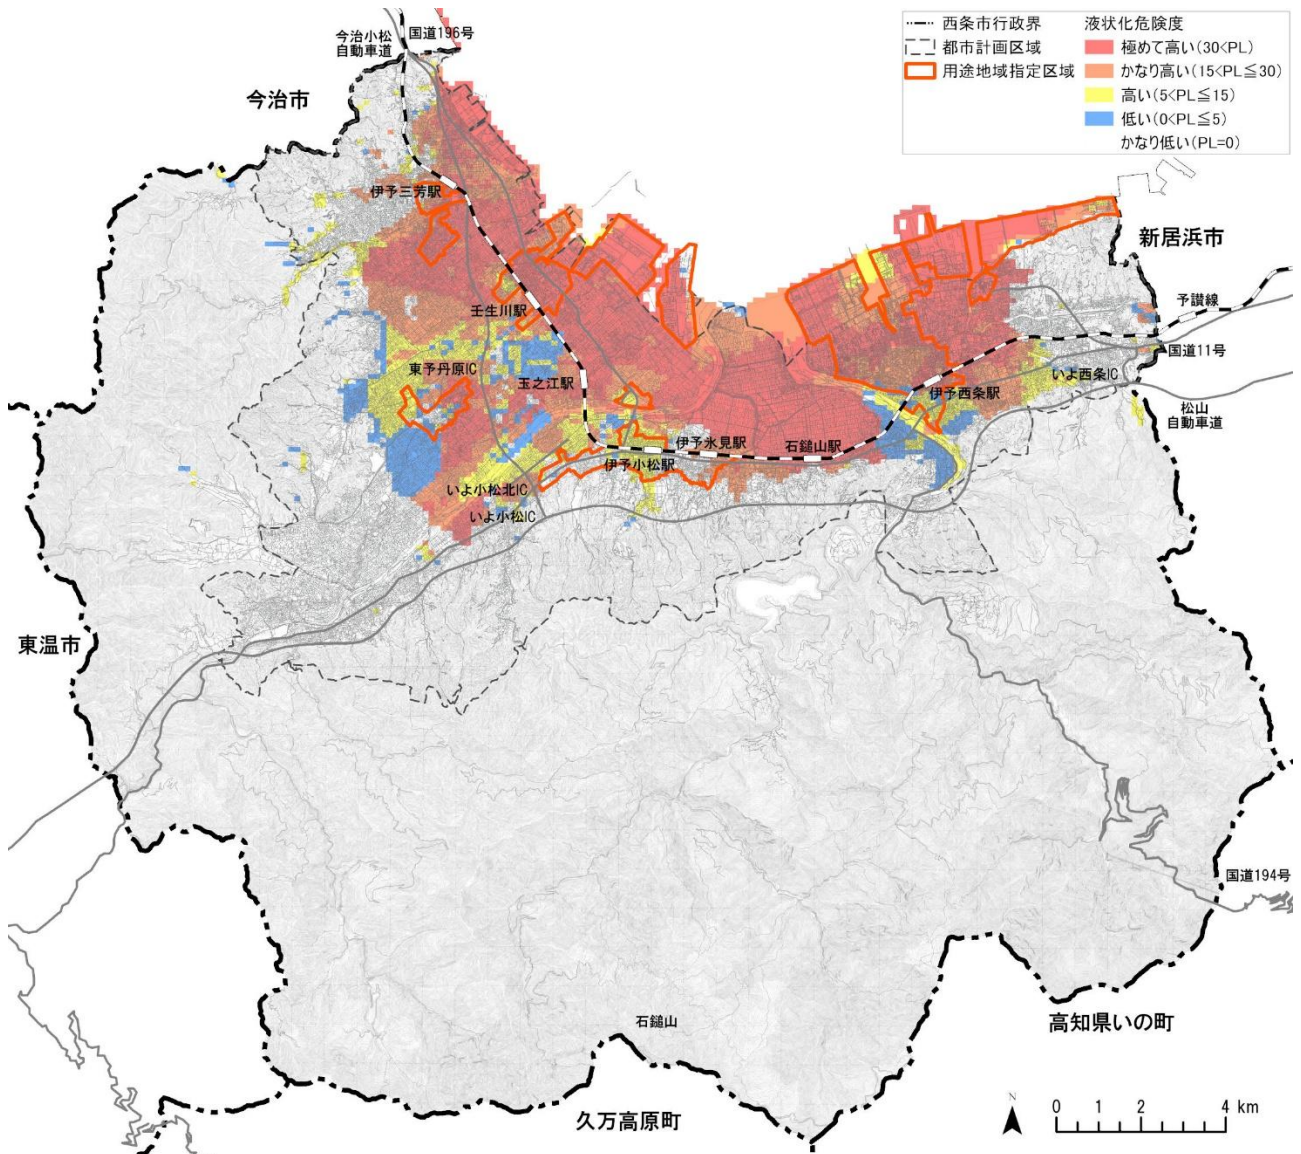 西条市行政界
都市計画区域
用途地域指定区域
液状化危険度
極めて高い(30<PL)
かなり高い(15<PL≦30)
高い(5<PL≦15)
低い(0<PL≦5)
かなり低い(PL=0)
今治小松
自動車道
国道196号
今治市
伊予三芳駅
新居浜市
予讃線
壬生川駅
国道11号
東予丹原IC
玉之江駅
伊予西条駅
いよ西条IC
松山
自動車道
伊予氷見駅
石鎚山駅
伊予小松駅
いよ小松北IC
いよ小松IC
東温市
国道194号
石鎚山
高知県いの町
久万高原町
N
0 1 2 4 km